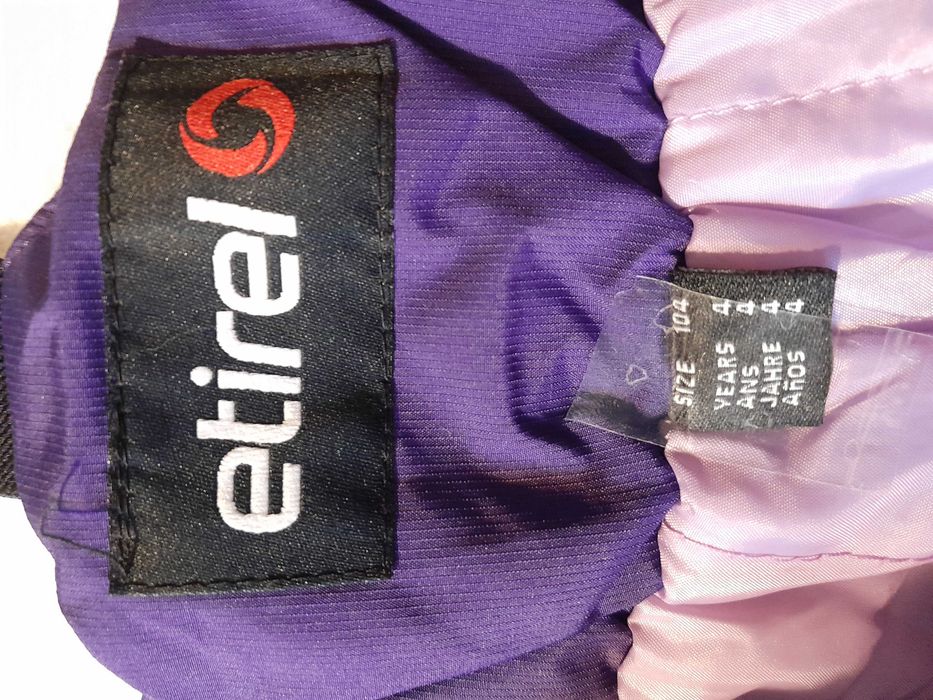 etirel
SIZE 104
YEARS 4
ANS 4
JAHRE 4
AÑOS 4